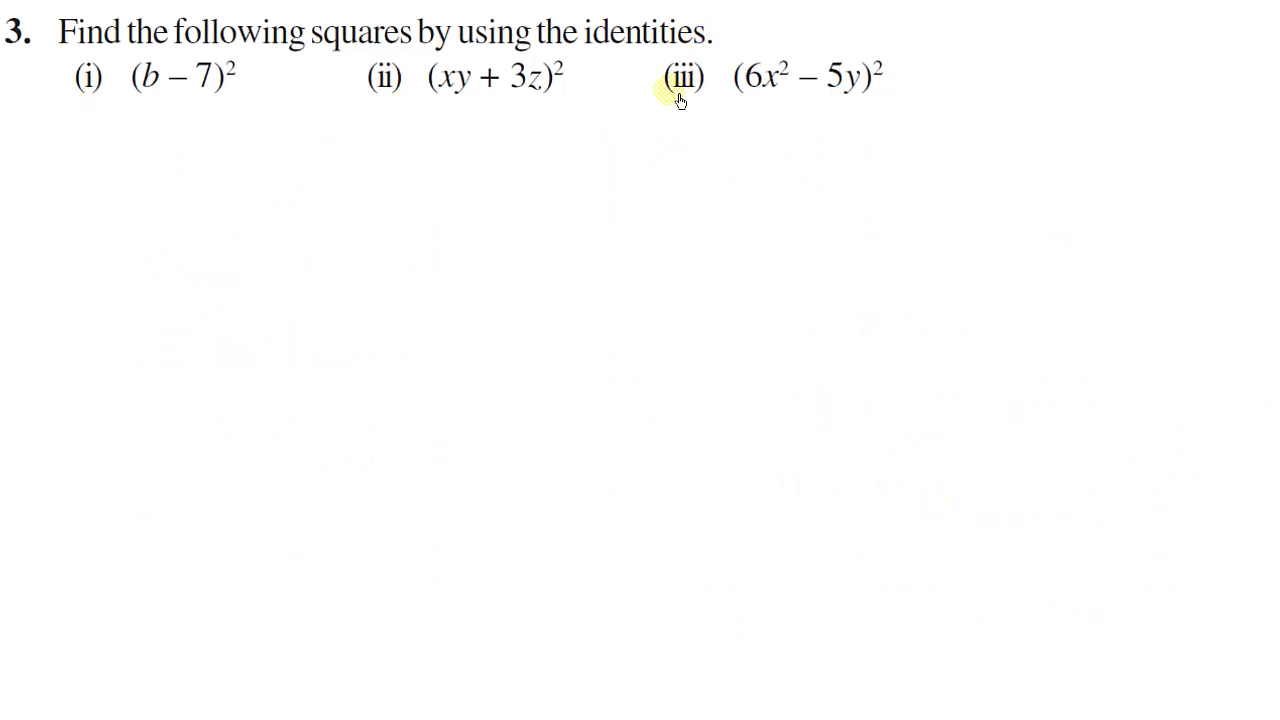 3. Find the following squares by using the identities.
(i) (b – 7)² (ii) (xy + 3z)² (iii) (6x² – 5y)²